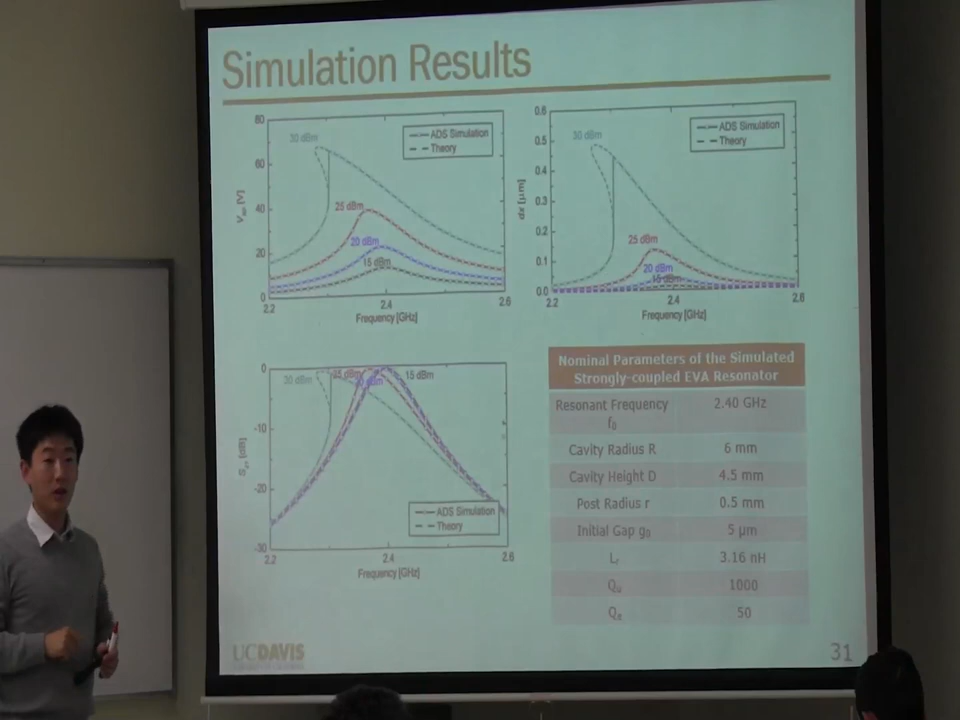 Simulation Results
80
60
40
20
0
30 dBm
25 dBm
20 dBm
15 dBm
ADS Simulation
Theory
2.2
2.4
2.6
Frequency [GHz]
0.6
0.5
0.4
0.3
0.2
0.1
0.0
dx [μm]
30 dBm
25 dBm
20 dBm
15 dBm
ADS Simulation
Theory
2.2
2.4
2.6
Frequency [GHz]
0
-10
-20
-30
30 dBm
25 dBm
15 dBm
ADS Simulation
Theory
2.2
2.4
2.6
Frequency [GHz]
Nominal Parameters of the Simulated
Strongly-coupled EVA Resonator
Resonant Frequency 2.40 GHz
f0
Cavity Radius R 6 mm
Cavity Height D 4.5 mm
Post Radius r 0.5 mm
Initial Gap g0 5 μm
Lr 3.16 nH
Qu 1000
Qe 50
UCDAVIS
31